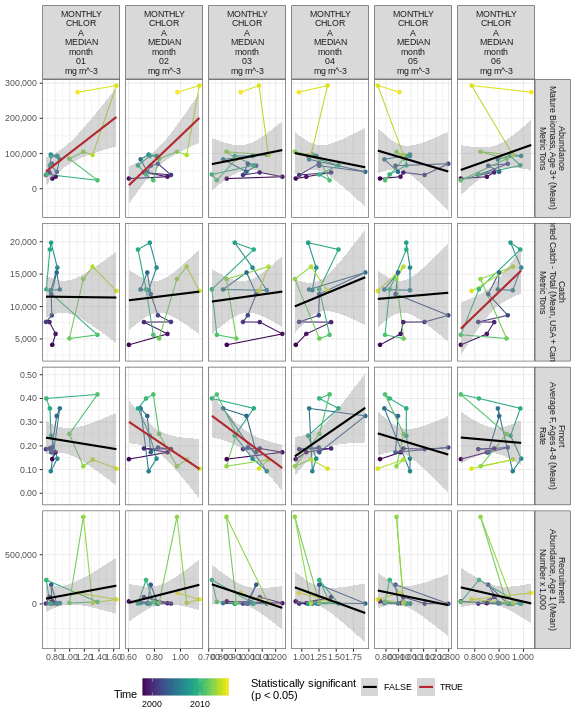 MONTHLY MONTHLY MONTHLY MONTHLY MONTHLY MONTHLY
CHLOR CHLOR CHLOR CHLOR CHLOR CHLOR
A A A A A A
MEDIAN MEDIAN MEDIAN MEDIAN MEDIAN MEDIAN
month month month month month month
01 02 03 04 05 06
mg m^-3 mg m^-3 mg m^-3 mg m^-3 mg m^-3 mg m^-3
300,000
200,000
100,000
0
Abundance
Mature Biomass, Age 3+ (Mean)
Metric Tons
20,000
15,000
10,000
5,000
Catch
Total (Mean, USA +
Metric Tons
0.50
0.40
0.30
0.20
0.10
0.00
Fmort
Average F, Ages 4-8 (Mean)
Rate
500,000
0
Recruitment
Abundance, Age 1 (Mean)
Number x 1,000
0.60 0.80 1.00
1.00 1.25 1.50 1.75
0.800 0.900 1.000
Time
2000 2010
Statistically significant
(p < 0.05)
FALSE TRUE